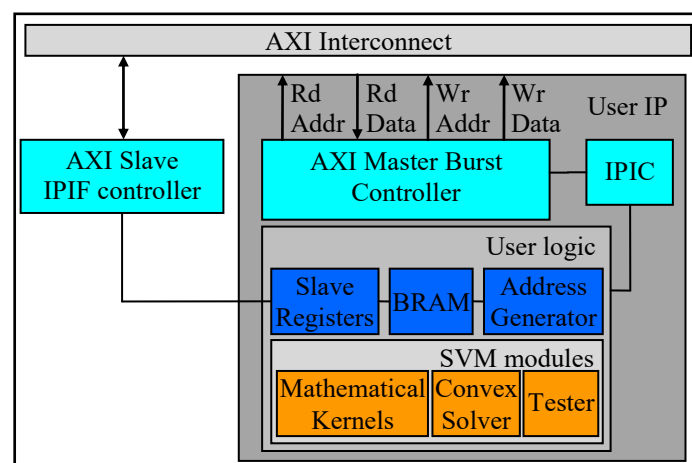 AXI Interconnect
Rd Addr
Rd Data
Wr Addr
Wr Data
User IP
AXI Slave
IPIF controller
AXI Master Burst
Controller
IPIC
User logic
Slave
Registers
BRAM
Address
Generator
SVM modules
Mathematical
Kernels
Convex
Solver
Tester